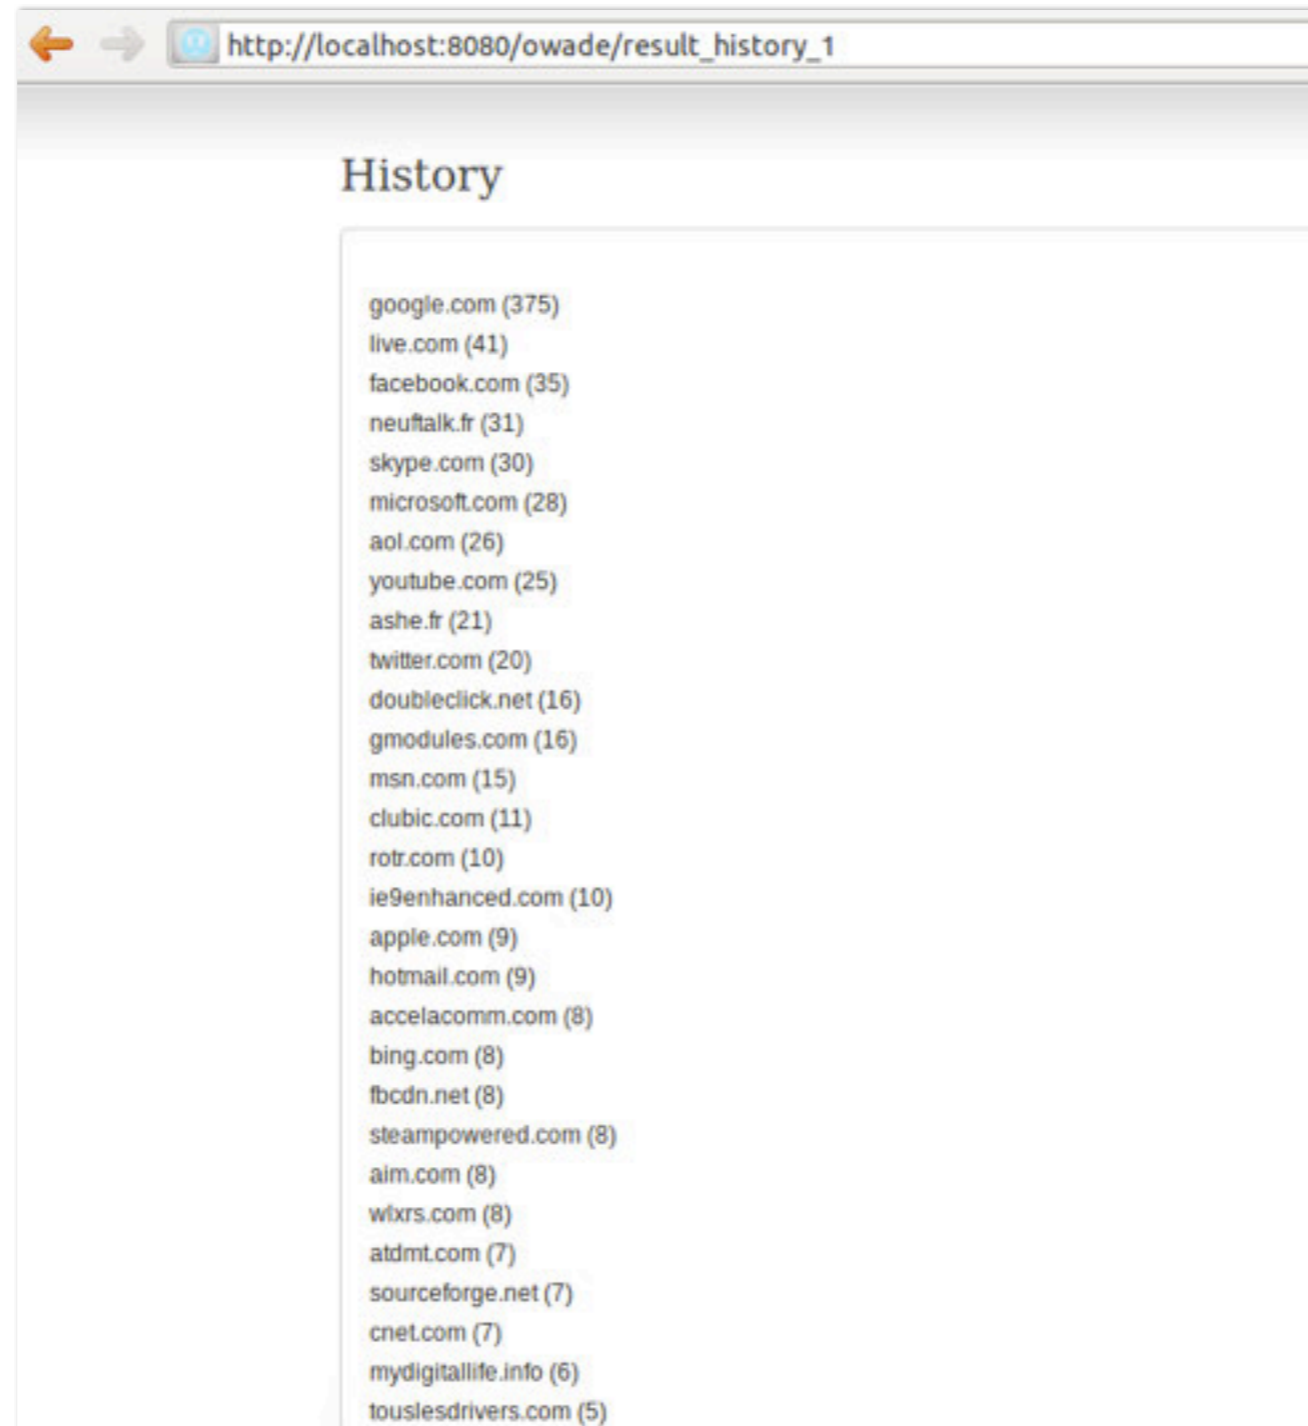 http://localhost:8080/owade/result_history_1
History
google.com (375)
live.com (41)
facebook.com (35)
neuftalk.fr (31)
skype.com (30)
microsoft.com (28)
aol.com (26)
youtube.com (25)
ashe.fr (21)
twitter.com (20)
doubleclick.net (16)
gmodules.com (16)
msn.com (15)
clubic.com (11)
rotr.com (10)
ie9enhanced.com (10)
apple.com (9)
hotmail.com (9)
accelacomm.com (8)
bing.com (8)
fbcdn.net (8)
steampowered.com (8)
aim.com (8)
wlxrs.com (8)
atdmt.com (7)
sourceforge.net (7)
cnet.com (7)
mydigitallife.info (6)
touslesdrivers.com (5)